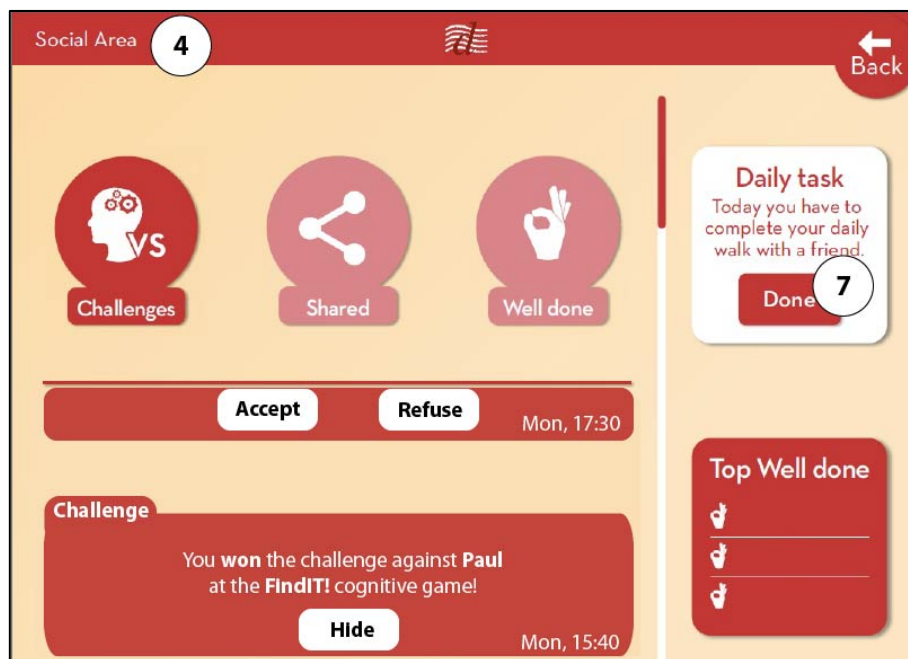 Social Area
4
Back
VS
Challenges
Shared
Well done
Accept
Refuse
Mon, 17:30
Challenge
You won the challenge against Paul
at the FindIT! cognitive game!
Hide
Mon, 15:40
Daily task
Today you have to
complete your daily
walk with a friend.
Done
7
Top Well done